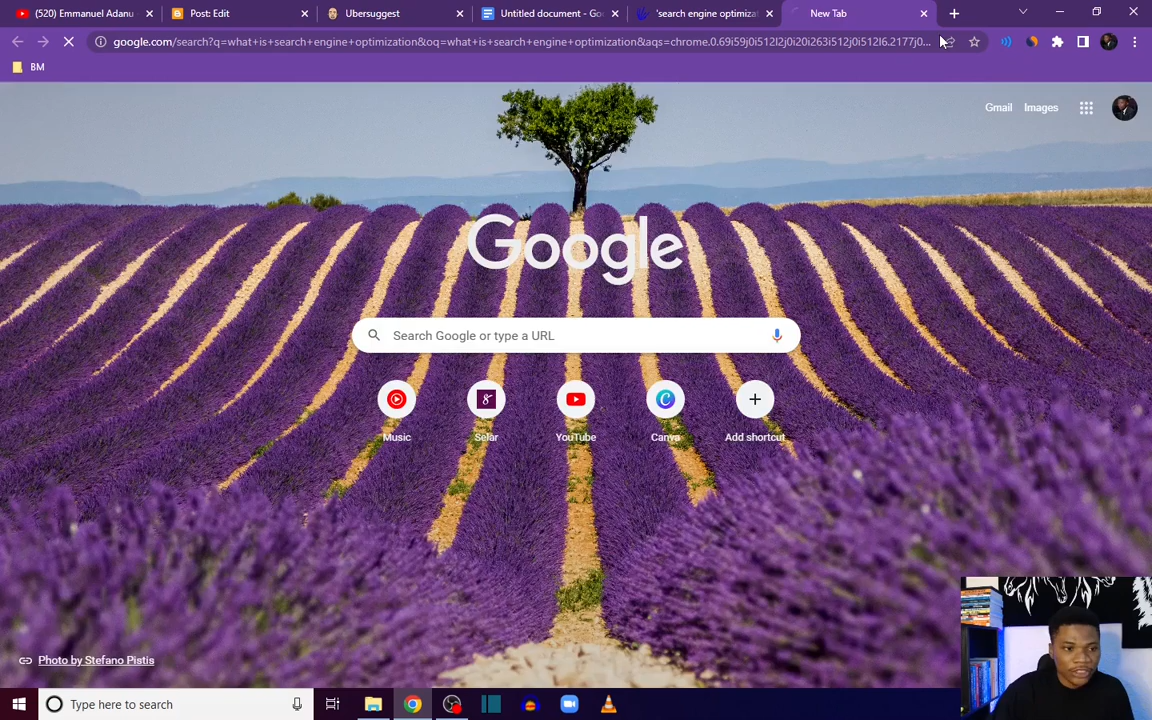 (520) Emmanuel Adanu
Post: Edit
Ubersuggest
Untitled document - Goo
'search engine optimizat
New Tab
google.com/search?q=what+is+search+engine+optimization&oq=what+is+search+engine+optimization&aqs=chrome.0.69i59j0i512l2j0i20i263i512j0i512l6.2177j0...
BM
Gmail
Images
Google
Search Google or type a URL
Music
Selar
YouTube
Canva
Add shortcut
Photo by Stefano Pistis
Type here to search